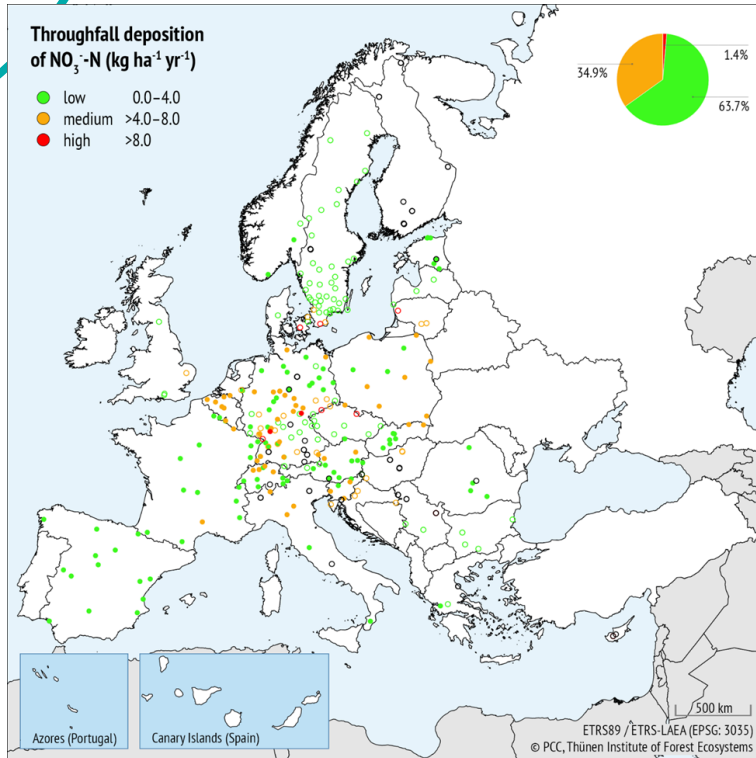 Throughfall deposition
of NO₃⁻-N (kg ha⁻¹ yr⁻¹)
low 0.0–4.0
medium >4.0–8.0
high >8.0
1.4%
34.9%
63.7%
500 km
Azores (Portugal)
Canary Islands (Spain)
ETRS89 / ETRS-LAEA (EPSG: 3035)
© PCC, Thünen Institute of Forest Ecosystems